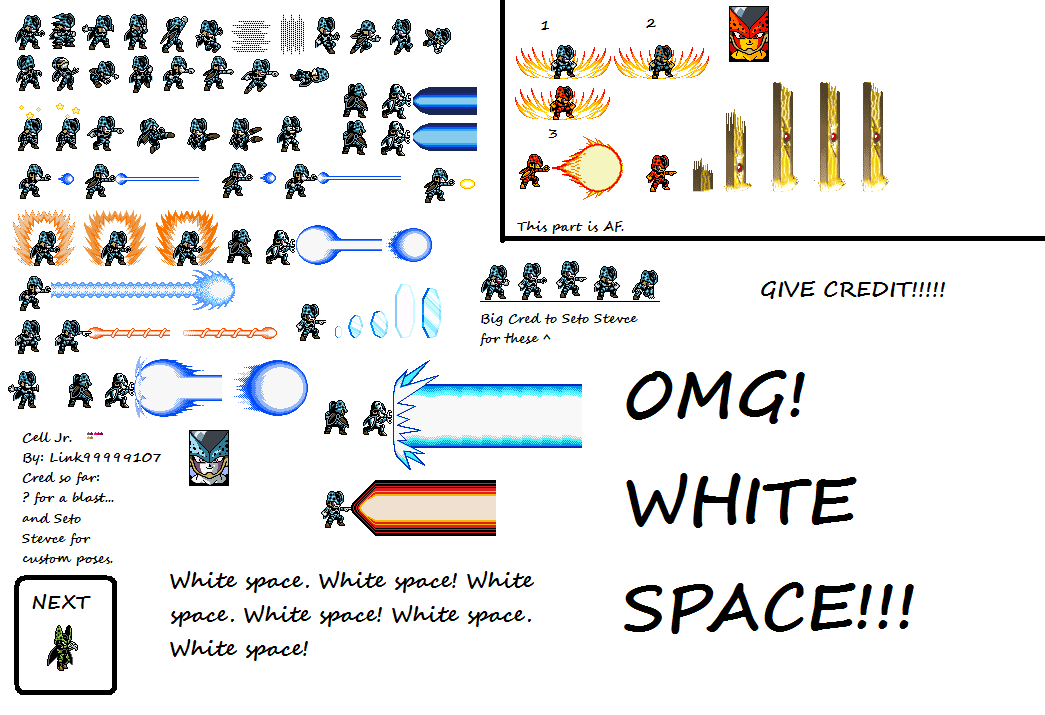 1
2
3
This part is AF.
Big Cred to Seto Stevce
for these ^
GIVE CREDIT!!!!!
OMG!
WHITE
SPACE!!!
Cell Jr.
By: Link99999107
Cred so far:
? for a blast...
and Seto
Stevce for
custom poses.
NEXT
White space. White space! White
space. White space! White space.
White space!